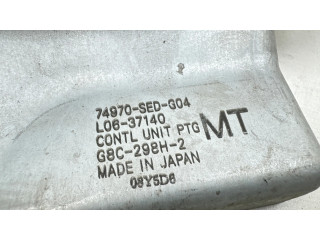 74970-SED-G04
L06-37140
CONTL UNIT PTG MT
G8C-298H-2
MADE IN JAPAN
08Y5D6